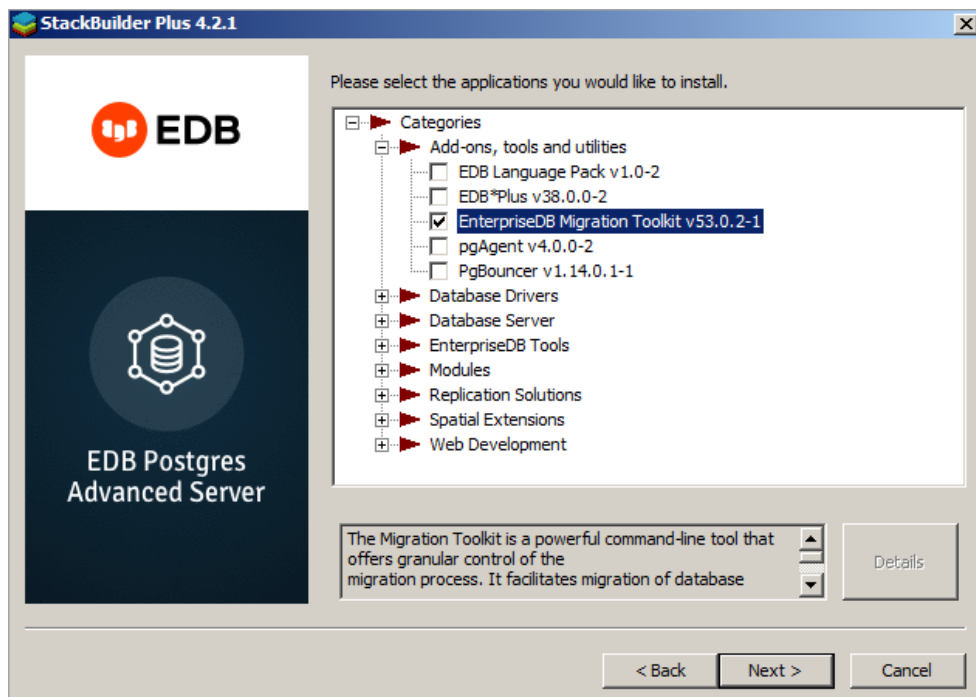 StackBuilder Plus 4.2.1
EDB
EDB Postgres
Advanced Server
Please select the applications you would like to install.
Categories
Add-ons, tools and utilities
EDB Language Pack v1.0-2
EDB*Plus v38.0.0-2
EnterpriseDB Migration Toolkit v53.0.2-1
pgAgent v4.0.0-2
PgBouncer v1.14.0.1-1
Database Drivers
Database Server
EnterpriseDB Tools
Modules
Replication Solutions
Spatial Extensions
Web Development
The Migration Toolkit is a powerful command-line tool that
offers granular control of the
migration process. It facilitates migration of database
Details
< Back
Next >
Cancel